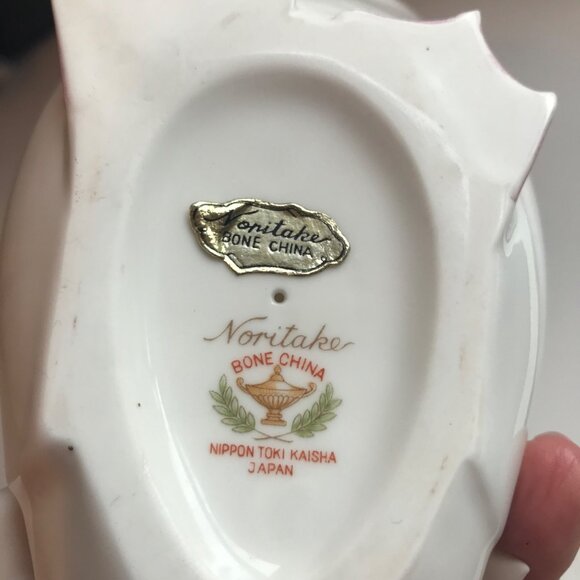 Noritake
BONE CHINA
Noritake
BONE CHINA
NIPPON TOKI KAISHA
JAPAN